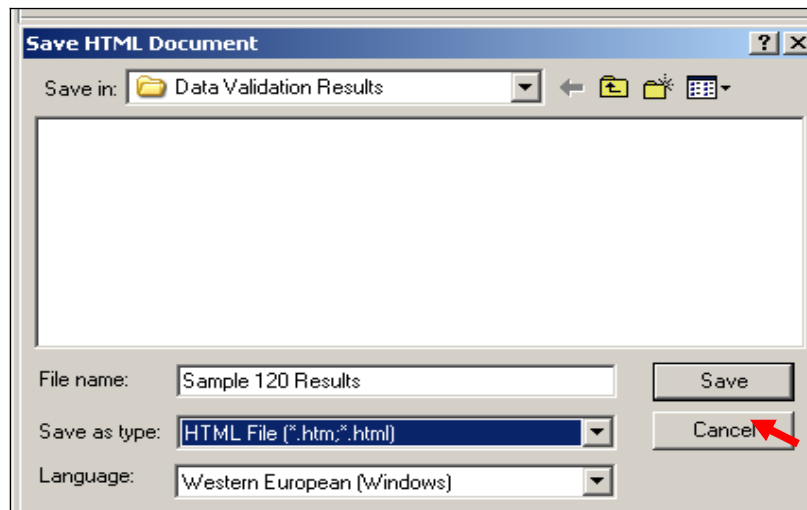 Save HTML Document
Save in: Data Validation Results
File name: Sample 120 Results
Save
Save as type: HTML File (*.htm;*.html)
Cancel
Language: Western European (Windows)